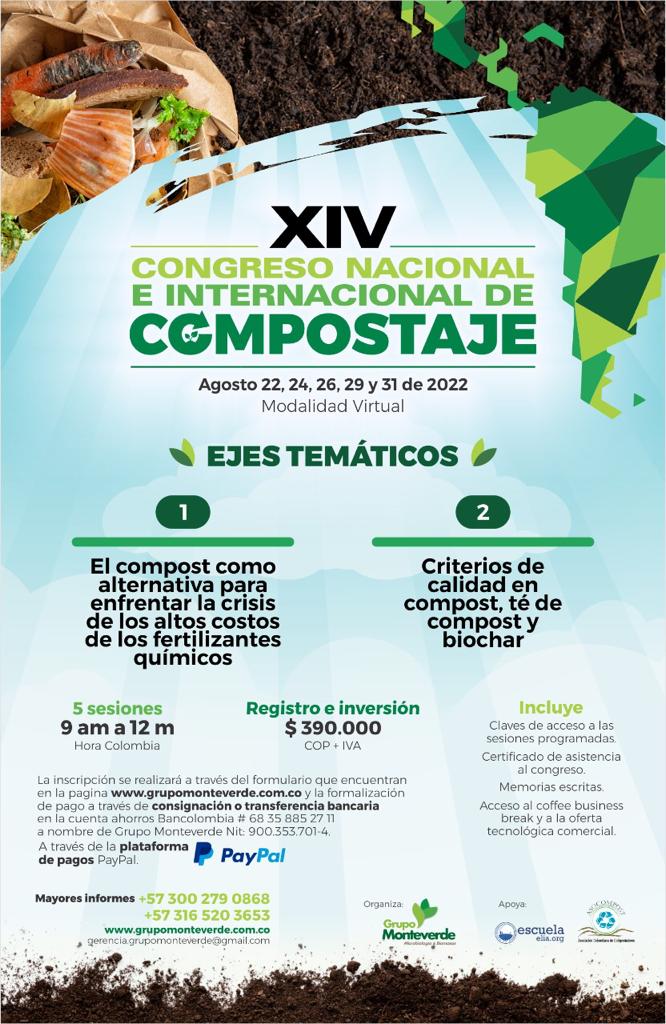 XIV
CONGRESO NACIONAL
E INTERNACIONAL DE
COMPOSTAJE
Agosto 22, 24, 26, 29 y 31 de 2022
Modalidad Virtual
EJES TEMÁTICOS
1
El compost como
alternativa para
enfrentar la crisis
de los altos costos
de los fertilizantes
químicos
2
Criterios de
calidad en
compost, té de
compost y
biochar
5 sesiones
9 am a 12 m
Hora Colombia
Registro e inversión
$ 390.000
COP + IVA
Incluye
Claves de acceso a las
sesiones programadas.
Certificado de asistencia
al congreso.
Memorias escritas.
Acceso al coffee business
break y a la oferta
tecnológica comercial.
La inscripción se realizará a través del formulario que encuentran
en la pagina www.grupomonteverde.com.co y la formalización
de pago a través de consignación o transferencia bancaria
en la cuenta ahorros Bancolombia # 68 35 885 27 11
a nombre de Grupo Monteverde Nit: 900.353.701-4.
A través de la plataforma
de pagos PayPal.
PayPal
Mayores informes +57 300 279 0868
+57 316 520 3653
www.grupomonteverde.com.co
gerencia.grupomonteverde@gmail.com
Organiza:
Grupo
Monteverde
Microbiología y Biomasas
Apoya:
escuela
elia.org